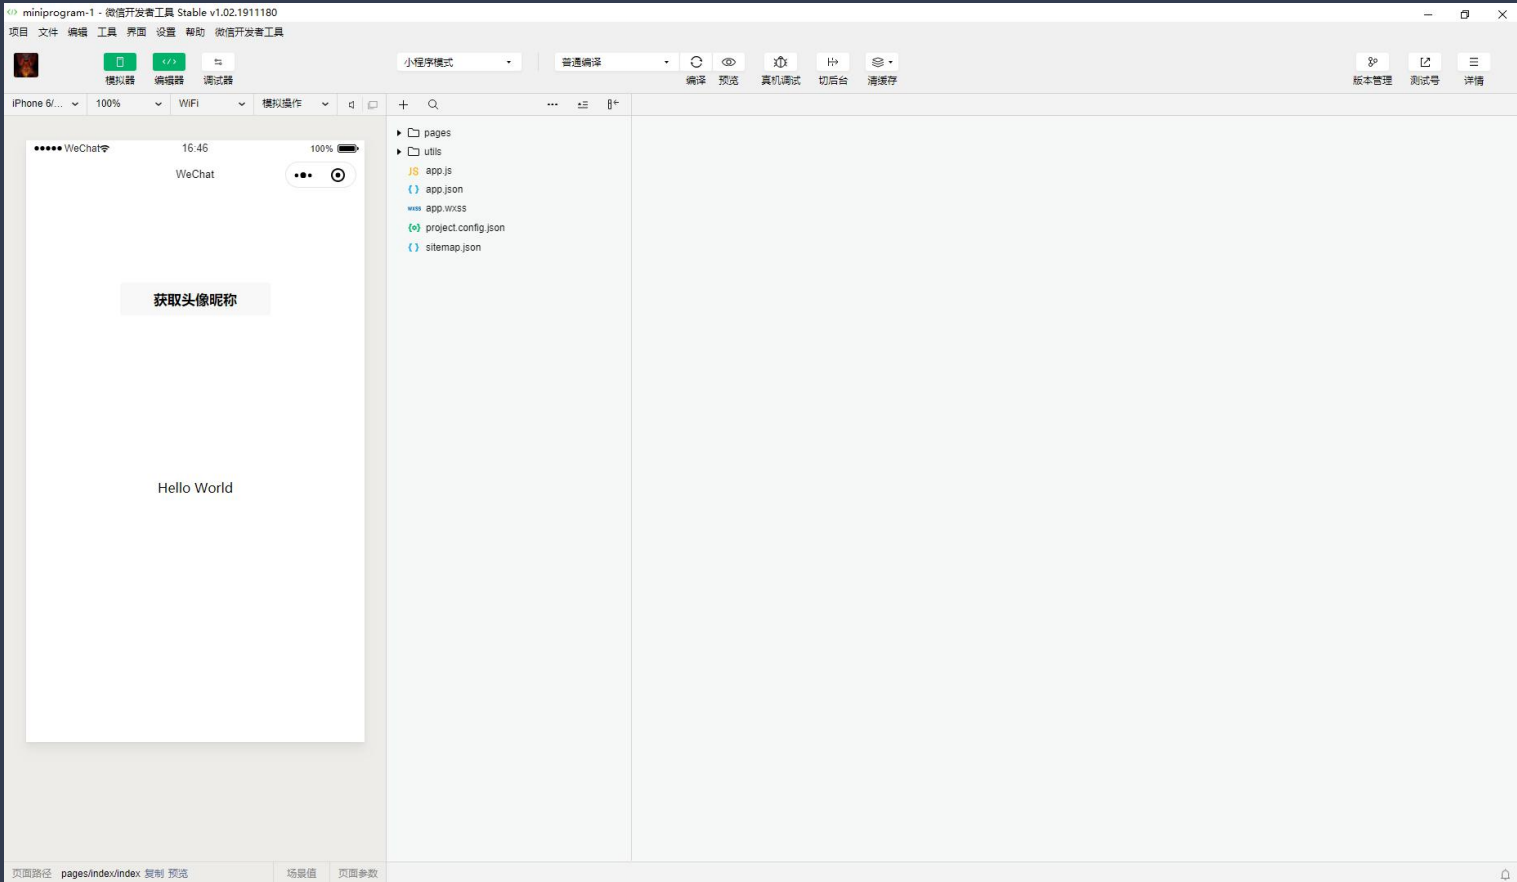 miniprogram-1 - 微信开发者工具 Stable v1.02.1911180
项目 文件 编辑 工具 界面 设置 帮助 微信开发者工具
模拟器 编辑器 调试器
小程序模式 普通编译
编译 预览 真机调试 切后台 清缓存
版本管理 测试号 详情
iPhone 6/... 100% WiFi 模拟操作
WeChat 16:46 100%
WeChat
获取头像昵称
Hello World
pages
utils
JS app.js
{ } app.json
wxss app.wxss
{o} project.config.json
{ } sitemap.json
页面路径 pages/index/index 复制 预览 场景值 页面参数